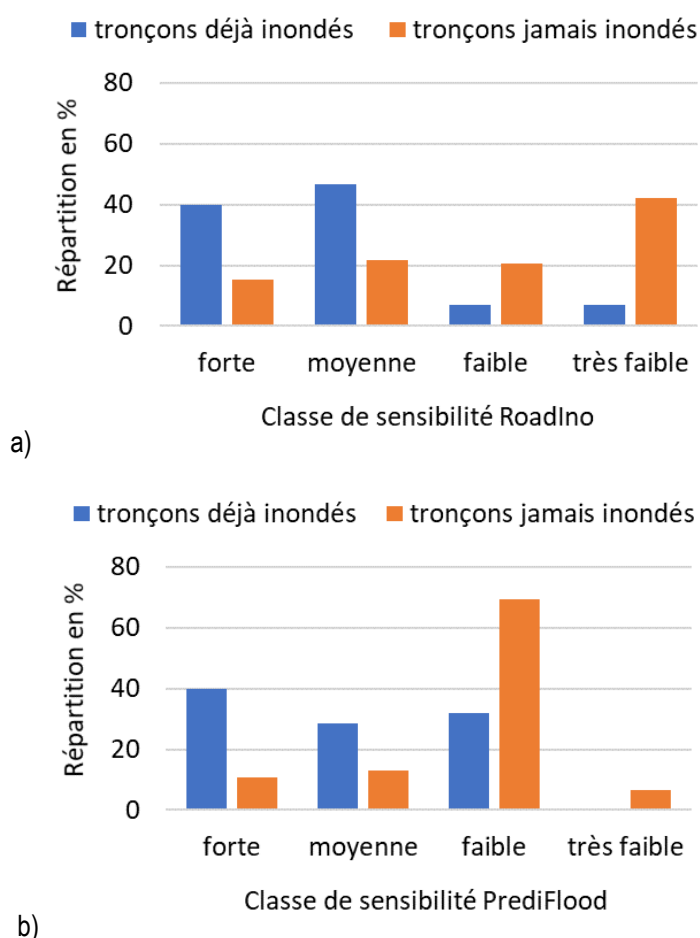 tronçons déjà inondés tronçons jamais inondés
80
60
40
20
0
Répartition en %
forte moyenne faible très faible
Classe de sensibilité RoadIno
a)
tronçons déjà inondés tronçons jamais inondés
80
60
40
20
0
Répartition en %
forte moyenne faible très faible
Classe de sensibilité PrediFlood
b)